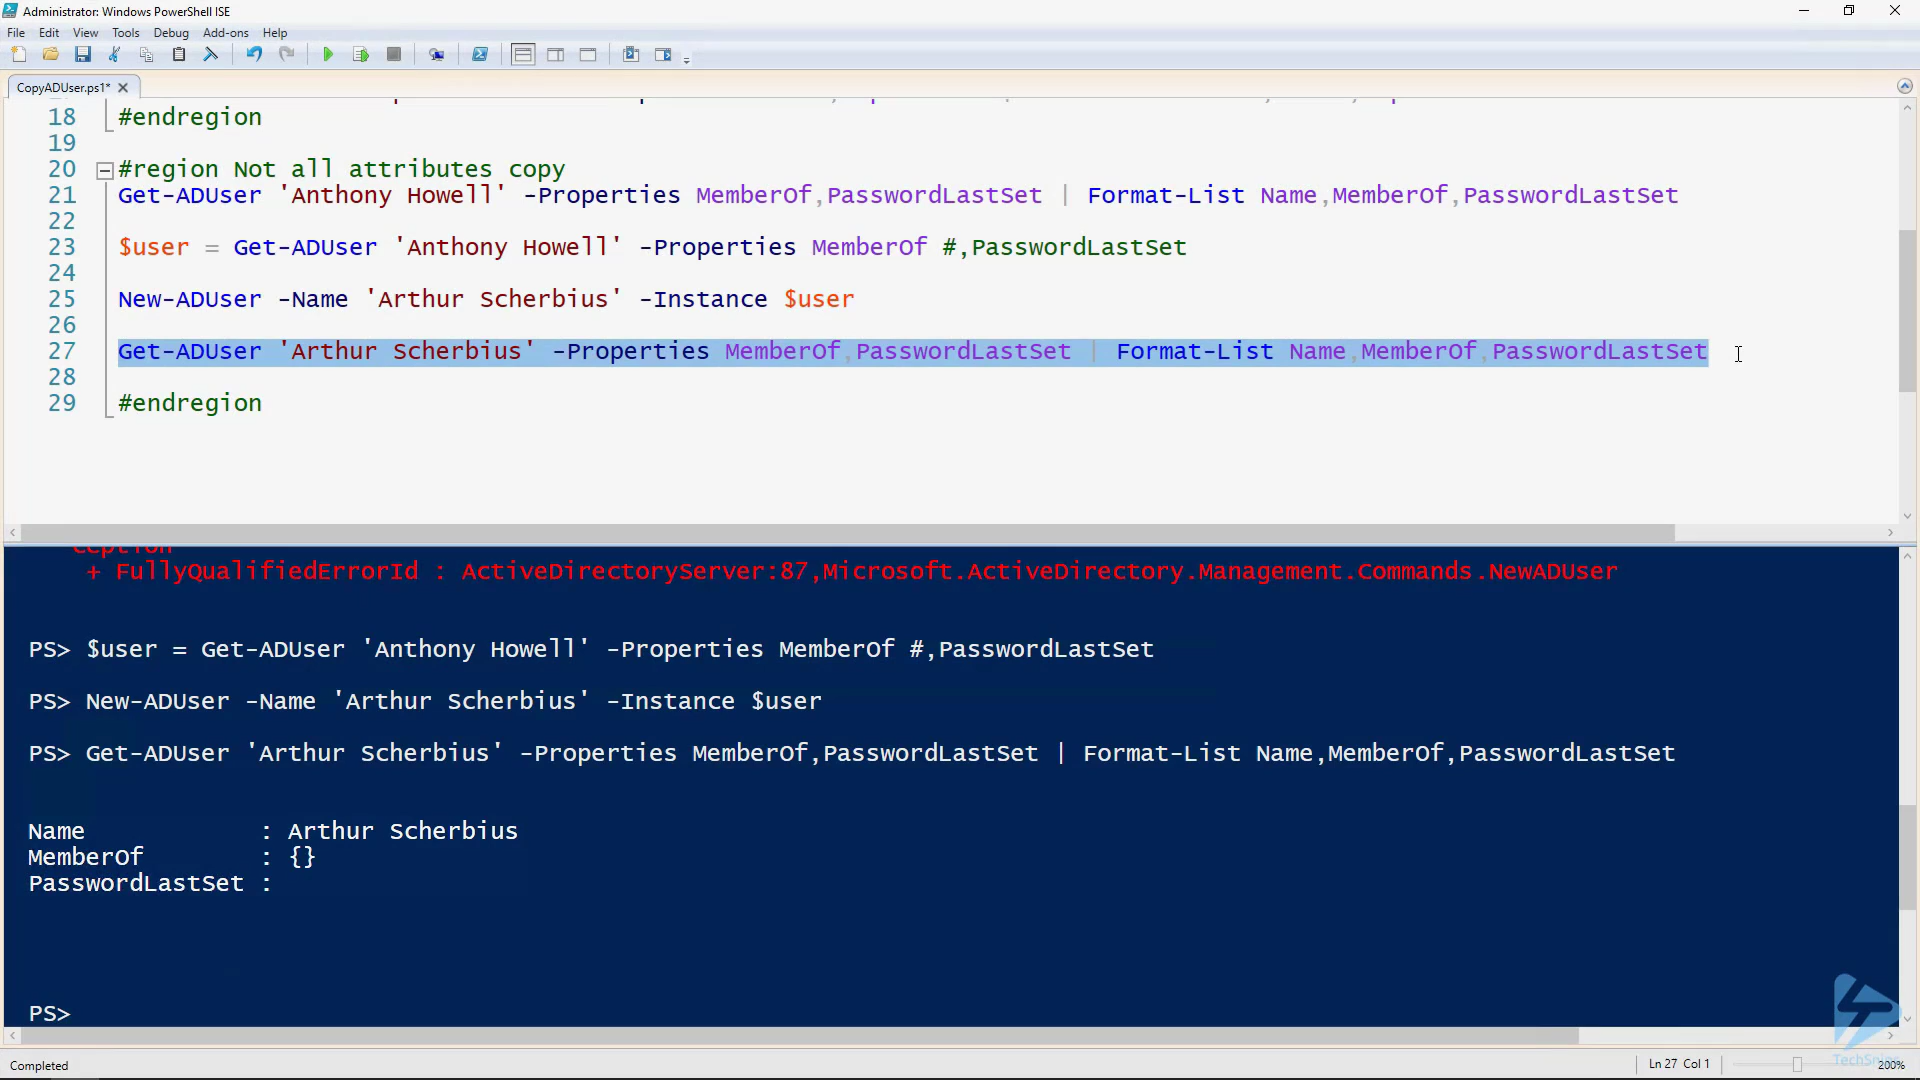 Administrator: Windows PowerShell ISE
File Edit View Tools Debug Add-ons Help
CopyADUser.ps1*
18 #endregion
19
20 #region Not all attributes copy
21 Get-ADUser 'Anthony Howell' -Properties MemberOf,PasswordLastSet | Format-List Name,MemberOf,PasswordLastSet
22
23 $user = Get-ADUser 'Anthony Howell' -Properties MemberOf #,PasswordLastSet
24
25 New-ADUser -Name 'Arthur Scherbius' -Instance $user
26
27 Get-ADUser 'Arthur Scherbius' -Properties MemberOf,PasswordLastSet | Format-List Name,MemberOf,PasswordLastSet
28
29 #endregion
ception
+ FullyQualifiedErrorId : ActiveDirectoryServer:87,Microsoft.ActiveDirectory.Management.Commands.NewADUser
PS> $user = Get-ADUser 'Anthony Howell' -Properties MemberOf #,PasswordLastSet
PS> New-ADUser -Name 'Arthur Scherbius' -Instance $user
PS> Get-ADUser 'Arthur Scherbius' -Properties MemberOf,PasswordLastSet | Format-List Name,MemberOf,PasswordLastSet
Name : Arthur Scherbius
MemberOf : {}
PasswordLastSet :
PS>
Completed
Ln 27 Col 1
200%